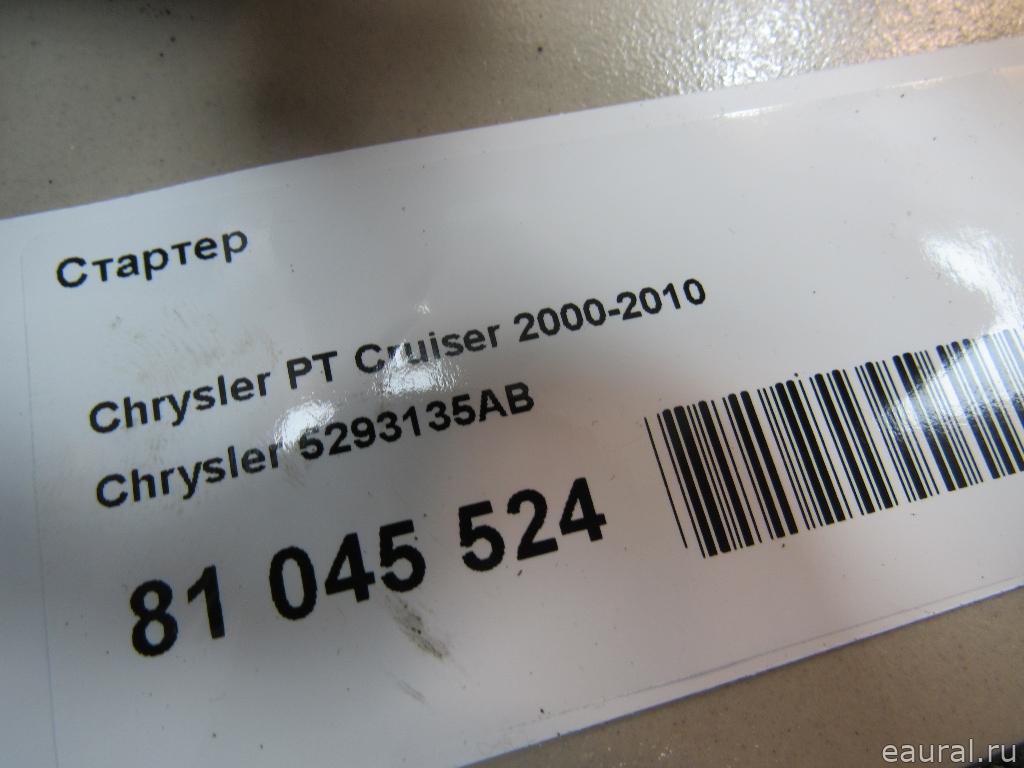 Стартер
Chrysler PT Cruiser 2000-2010
Chrysler 5293135AB
81 045 524
eaural.ru